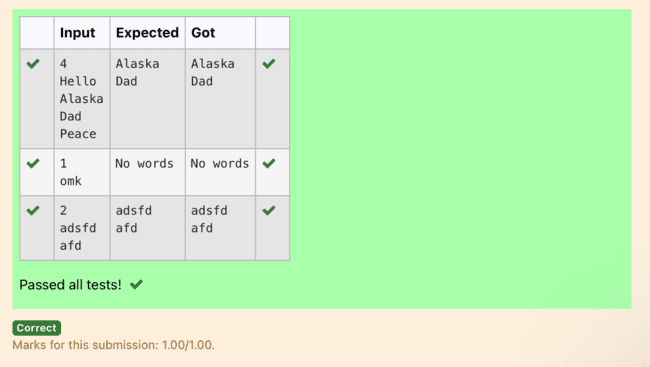 Input Expected Got
4 Alaska Alaska
Hello Dad Dad
Alaska
Dad
Peace
1 No words No words
omk
2 adsfd adsfd
adsfd afd afd
afd
Passed all tests!
Correct
Marks for this submission: 1.00/1.00.